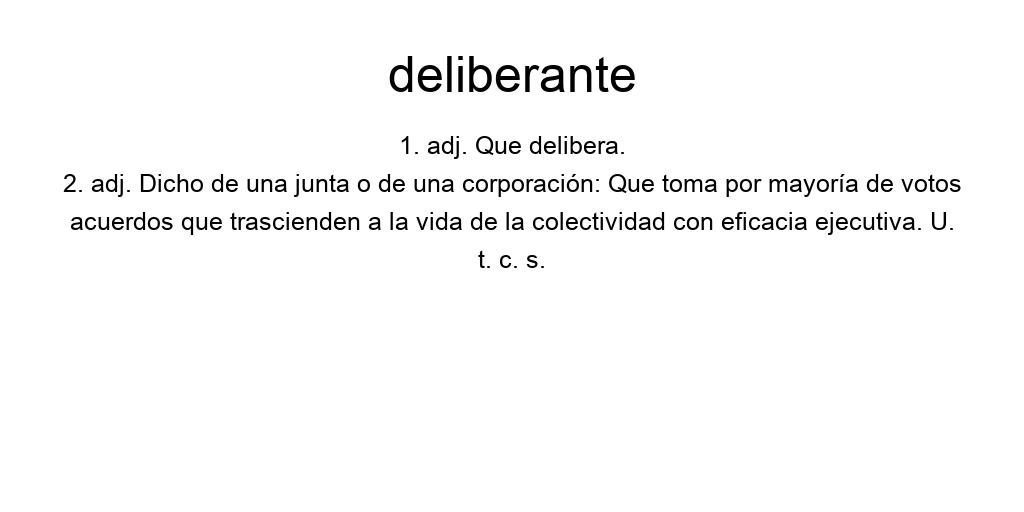 deliberante
1. adj. Que delibera.
2. adj. Dicho de una junta o de una corporación: Que toma por mayoría de votos
acuerdos que trascienden a la vida de la colectividad con eficacia ejecutiva. U.
t. c. s.